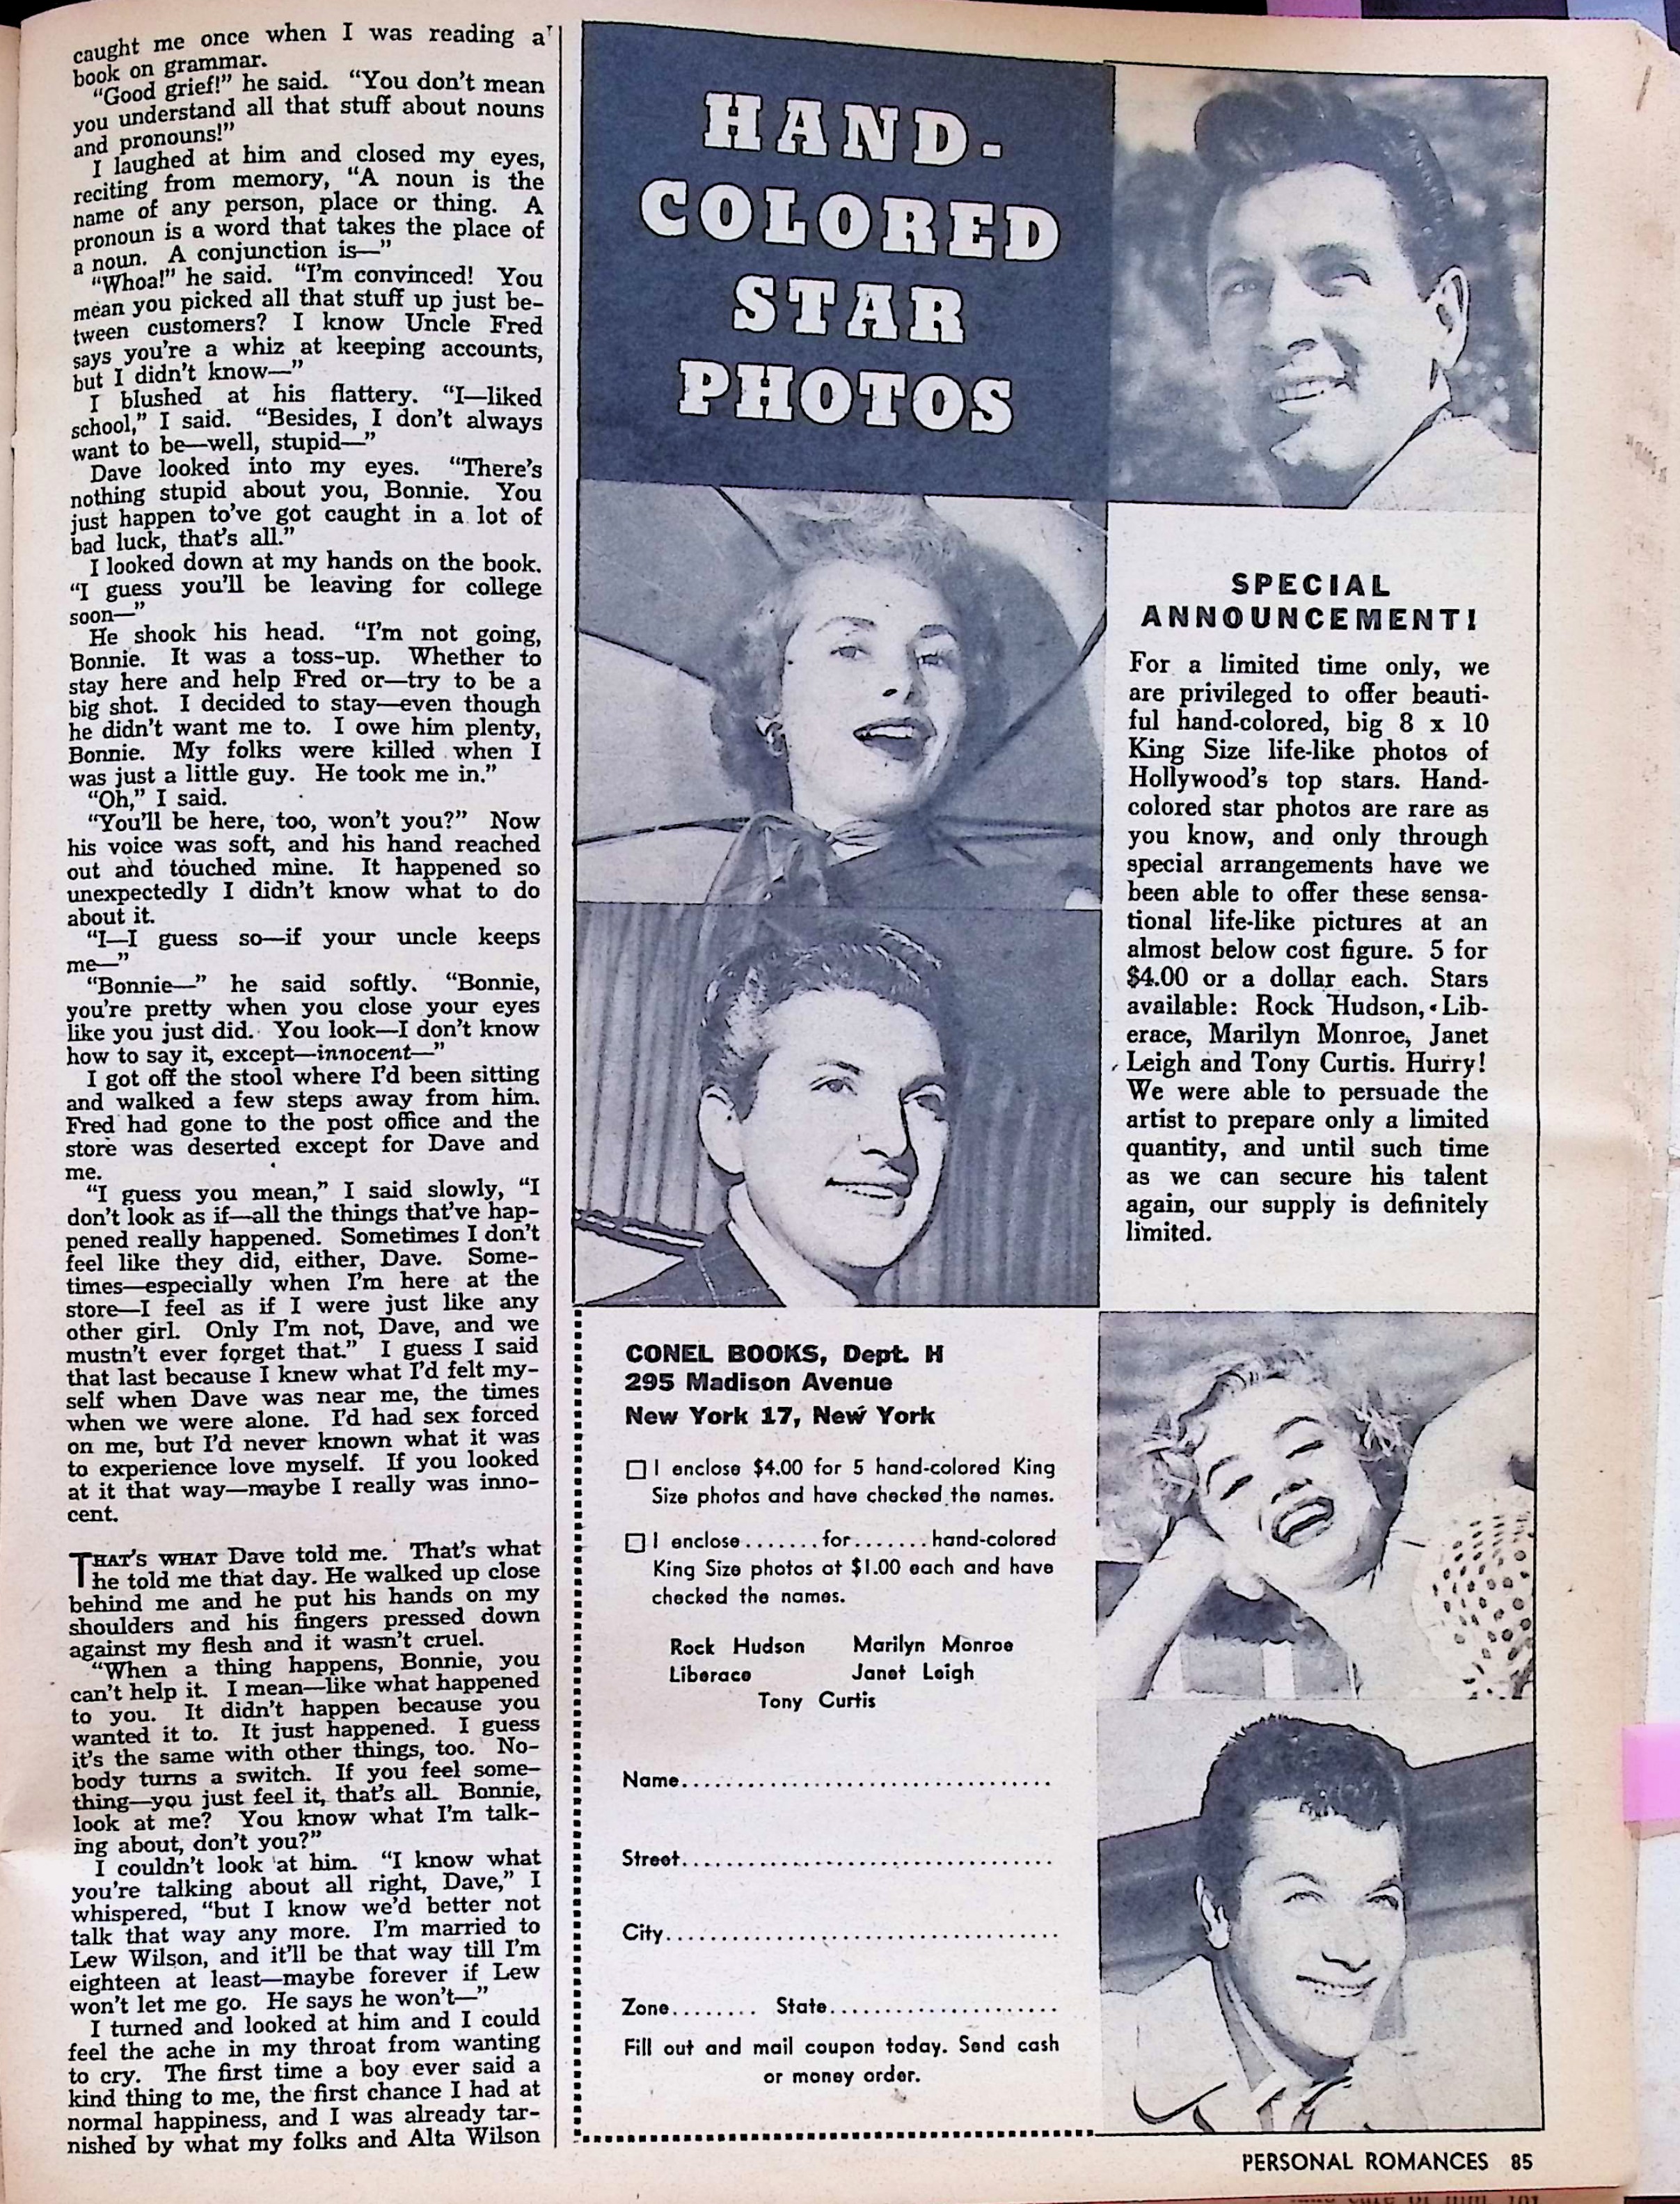 caught me once when I was reading a
book on grammar.
"Good grief!" he said. "You don't mean
you understand all that stuff about nouns
and pronouns!"
I laughed at him and closed my eyes,
reciting from memory, "A noun is the
name of any person, place or thing. A
pronoun is a word that takes the place of
a noun. A conjunction is—"
"Whoa!" he said. "I'm convinced! You
mean you picked all that stuff up just be-
tween customers? I know Uncle Fred
says you're a whiz at keeping accounts,
but I didn't know—"
I blushed at his flattery. "I—liked
school," I said. "Besides, I don't always
want to be—well, stupid—"
Dave looked into my eyes. "There's
nothing stupid about you, Bonnie. You
just happen to've got caught in a lot of
bad luck, that's all."
I looked down at my hands on the book.
"I guess you'll be leaving for college
soon—"
He shook his head. "I'm not going,
Bonnie. It was a toss-up. Whether to
stay here and help Fred or—try to be a
big shot. I decided to stay—even though
he didn't want me to. I owe him plenty,
Bonnie. My folks were killed when I
was just a little guy. He took me in."
"Oh," I said.
"You'll be here, too, won't you?" Now
his voice was soft, and his hand reached
out and touched mine. It happened so
unexpectedly I didn't know what to do
about it.
"I—I guess so—if your uncle keeps
me—"
"Bonnie—" he said softly. "Bonnie,
you're pretty when you close your eyes
like you just did. You look—I don't know
how to say it, except—innocent—"
I got off the stool where I'd been sitting
and walked a few steps away from him.
Fred had gone to the post office and the
store was deserted except for Dave and
me.
"I guess you mean," I said slowly, "I
don't look as if—all the things that've hap-
pened really happened. Sometimes I don't
feel like they did, either, Dave. Some-
times—especially when I'm here at the
store—I feel as if I were just like any
other girl. Only I'm not, Dave, and we
mustn't ever forget that." I guess I said
that last because I knew what I'd felt my-
self when Dave was near me, the times
when we were alone. I'd had sex forced
on me, but I'd never known what it was
to experience love myself. If you looked
at it that way—maybe I really was inno-
cent.
THAT'S WHAT Dave told me. That's what
he told me that day. He walked up close
behind me and he put his hands on my
shoulders and his fingers pressed down
against my flesh and it wasn't cruel.
"When a thing happens, Bonnie, you
can't help it. I mean—like what happened
to you. It didn't happen because you
wanted it to. It just happened. I guess
it's the same with other things, too. No-
body turns a switch. If you feel some-
thing—you just feel it, that's all. Bonnie,
look at me? You know what I'm talk-
ing about, don't you?"
I couldn't look at him. "I know what
you're talking about all right, Dave," I
whispered, "but I know we'd better not
talk that way any more. I'm married to
Lew Wilson, and it'll be that way till I'm
eighteen at least—maybe forever if Lew
won't let me go. He says he won't—"
I turned and looked at him and I could
feel the ache in my throat from wanting
to cry. The first time a boy ever said a
kind thing to me, the first chance I had at
normal happiness, and I was already tar-
nished by what my folks and Alta Wilson
HAND-
COLORED
STAR
PHOTOS
SPECIAL
ANNOUNCEMENT!
For a limited time only, we
are privileged to offer beauti-
ful hand-colored, big 8 x 10
King Size life-like photos of
Hollywood's top stars. Hand-
colored star photos are rare as
you know, and only through
special arrangements have we
been able to offer these sensa-
tional life-like pictures at an
almost below cost figure. 5 for
$4.00 or a dollar each. Stars
available: Rock Hudson, Lib-
erace, Marilyn Monroe, Janet
Leigh and Tony Curtis. Hurry!
We were able to persuade the
artist to prepare only a limited
quantity, and until such time
as we can secure his talent
again, our supply is definitely
limited.
CONEL BOOKS, Dept. H
295 Madison Avenue
New York 17, New York
☐ I enclose $4.00 for 5 hand-colored King
Size photos and have checked the names.
☐ I enclose.......for.......hand-colored
King Size photos at $1.00 each and have
checked the names.
Rock Hudson Marilyn Monroe
Liberace Janet Leigh
Tony Curtis
Name..................................
Street..................................
City....................................
Zone........ State.....................
Fill out and mail coupon today. Send cash
or money order.
PERSONAL ROMANCES 85